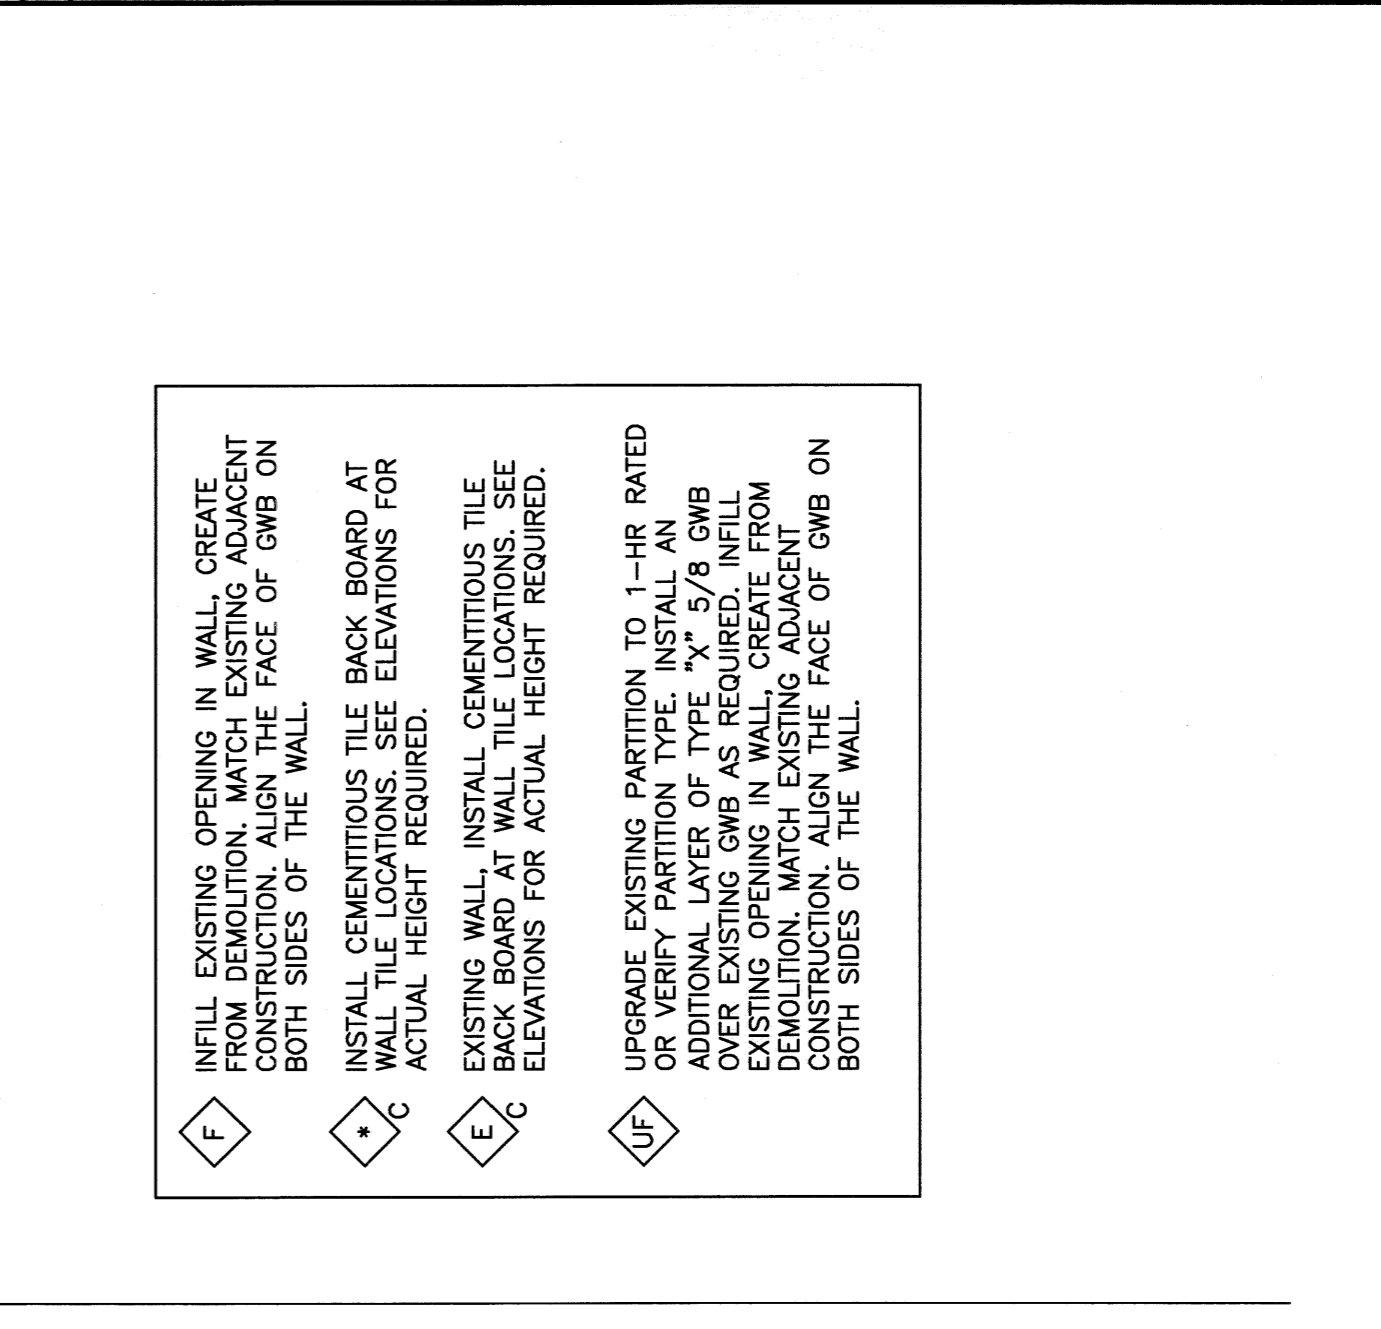 F
INFILL EXISTING OPENING IN WALL, CREATE
FROM DEMOLITION. MATCH EXISTING ADJACENT
CONSTRUCTION. ALIGN THE FACE OF GWB ON
BOTH SIDES OF THE WALL.
*
C
INSTALL CEMENTITIOUS TILE BACK BOARD AT
WALL TILE LOCATIONS. SEE ELEVATIONS FOR
ACTUAL HEIGHT REQUIRED.
E
C
EXISTING WALL, INSTALL CEMENTITIOUS TILE
BACK BOARD AT WALL TILE LOCATIONS. SEE
ELEVATIONS FOR ACTUAL HEIGHT REQUIRED.
UF
UPGRADE EXISTING PARTITION TO 1-HR RATED
OR VERIFY PARTITION TYPE. INSTALL AN
ADDITIONAL LAYER OF TYPE "X" 5/8 GWB
OVER EXISTING GWB AS REQUIRED. INFILL
EXISTING OPENING IN WALL, CREATE FROM
DEMOLITION. MATCH EXISTING ADJACENT
CONSTRUCTION. ALIGN THE FACE OF GWB ON
BOTH SIDES OF THE WALL.